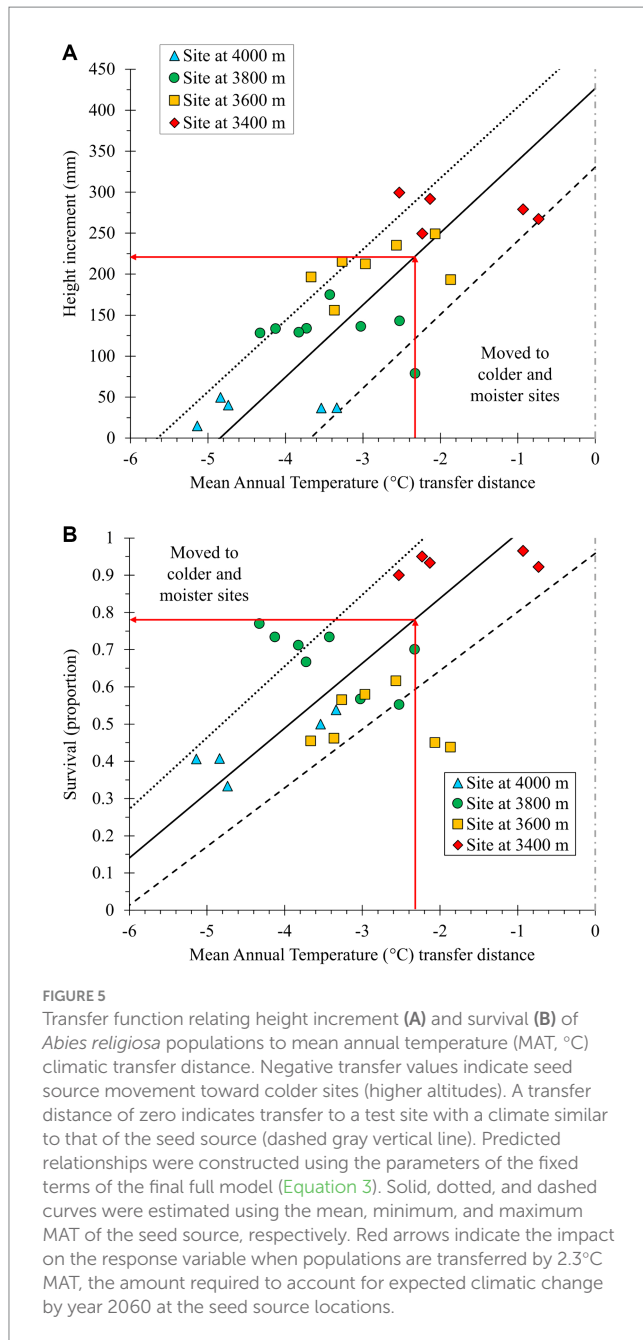 A
Site at 4000 m
Site at 3800 m
Site at 3600 m
Site at 3400 m
450
400
350
300
250
200
150
100
50
0
Height increment (mm)
Moved to
colder and
moister sites
-6 -5 -4 -3 -2 -1 0
Mean Annual Temperature (°C) transfer distance
B
1
0.9
0.8
0.7
0.6
0.5
0.4
0.3
0.2
0.1
0
Survival (proportion)
Moved to
colder and
moister sites
Site at 4000 m
Site at 3800 m
Site at 3600 m
Site at 3400 m
-6 -5 -4 -3 -2 -1 0
Mean Annual Temperature (°C) transfer distance
FIGURE 5
Transfer function relating height increment (A) and survival (B) of
Abies religiosa populations to mean annual temperature (MAT, °C)
climatic transfer distance. Negative transfer values indicate seed
source movement toward colder sites (higher altitudes). A transfer
distance of zero indicates transfer to a test site with a climate similar
to that of the seed source (dashed gray vertical line). Predicted
relationships were constructed using the parameters of the fixed
terms of the final full model (Equation 3). Solid, dotted, and dashed
curves were estimated using the mean, minimum, and maximum
MAT of the seed source, respectively. Red arrows indicate the impact
on the response variable when populations are transferred by 2.3°C
MAT, the amount required to account for expected climatic change
by year 2060 at the seed source locations.